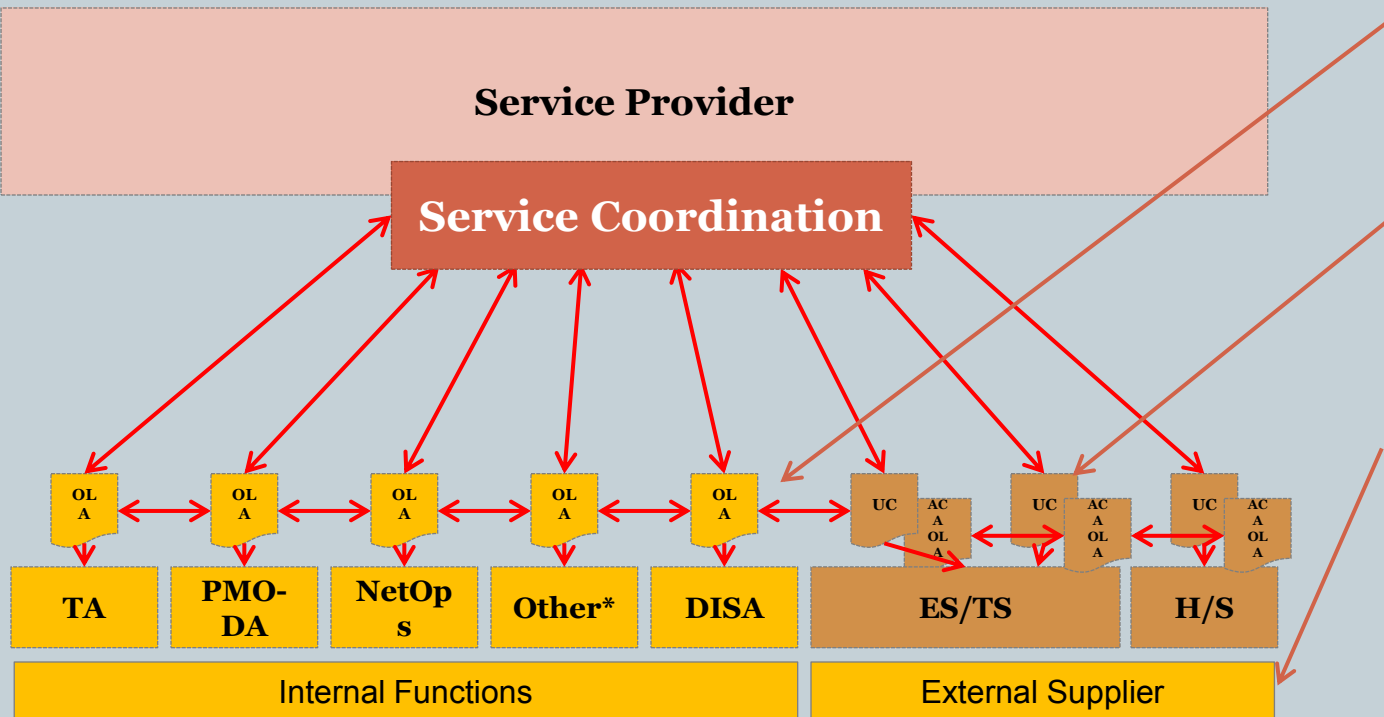 Service Provider
Service Coordination
OL
A
OL
A
OL
A
OL
A
OL
A
UC
AC
A
OL
A
UC
AC
A
OL
A
UC
AC
A
OL
A
TA
PMO-
DA
NetOp
s
Other*
DISA
ES/TS
H/S
Internal Functions
External Supplier